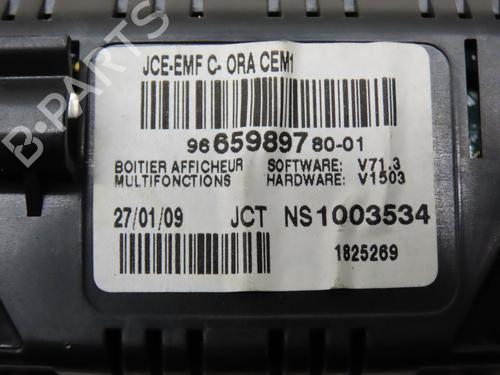 JCE-EMF C- ORA CEM1
96 659897 80-01
BOITIER AFFICHEUR SOFTWARE: V71.3
MULTIFONCTIONS HARDWARE: V1503
27/01/09 JCT NS1003534
1825269
B-PARTS